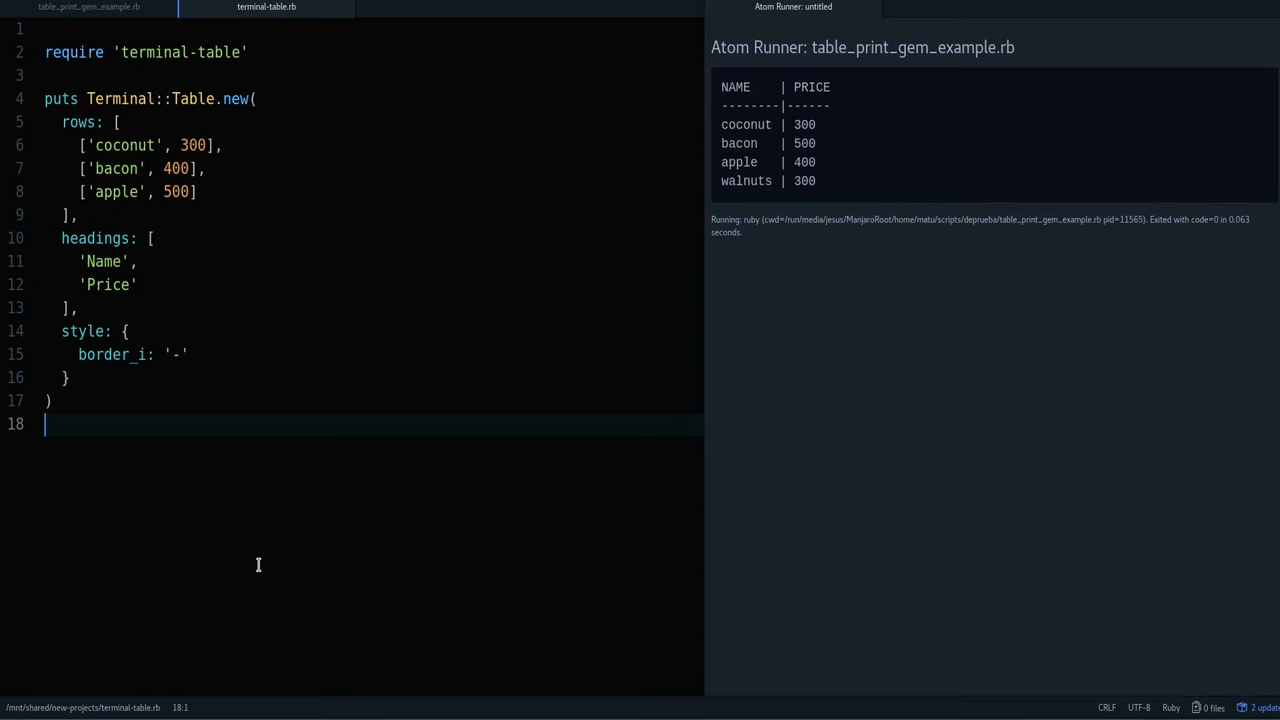 table_print_gem_example.rb
terminal-table.rb
Atom Runner: untitled
1
2 require 'terminal-table'
3
4 puts Terminal::Table.new(
5   rows: [
6     ['coconut', 300],
7     ['bacon', 400],
8     ['apple', 500]
9   ],
10   headings: [
11     'Name',
12     'Price'
13   ],
14   style: {
15     border_i: '-'
16   }
17 )
18
Atom Runner: table_print_gem_example.rb
NAME    | PRICE
--------|------
coconut | 300
bacon   | 500
apple   | 400
walnuts | 300
Running: ruby (cwd=/run/media/jesus/ManjaroRoot/home/matu/scripts/deprueba/table_print_gem_example.rb pid=11565). Exited with code=0 in 0.063
seconds.
/mnt/shared/new-projects/terminal-table.rb 18:1
CRLF UTF-8 Ruby 0 files 2 update